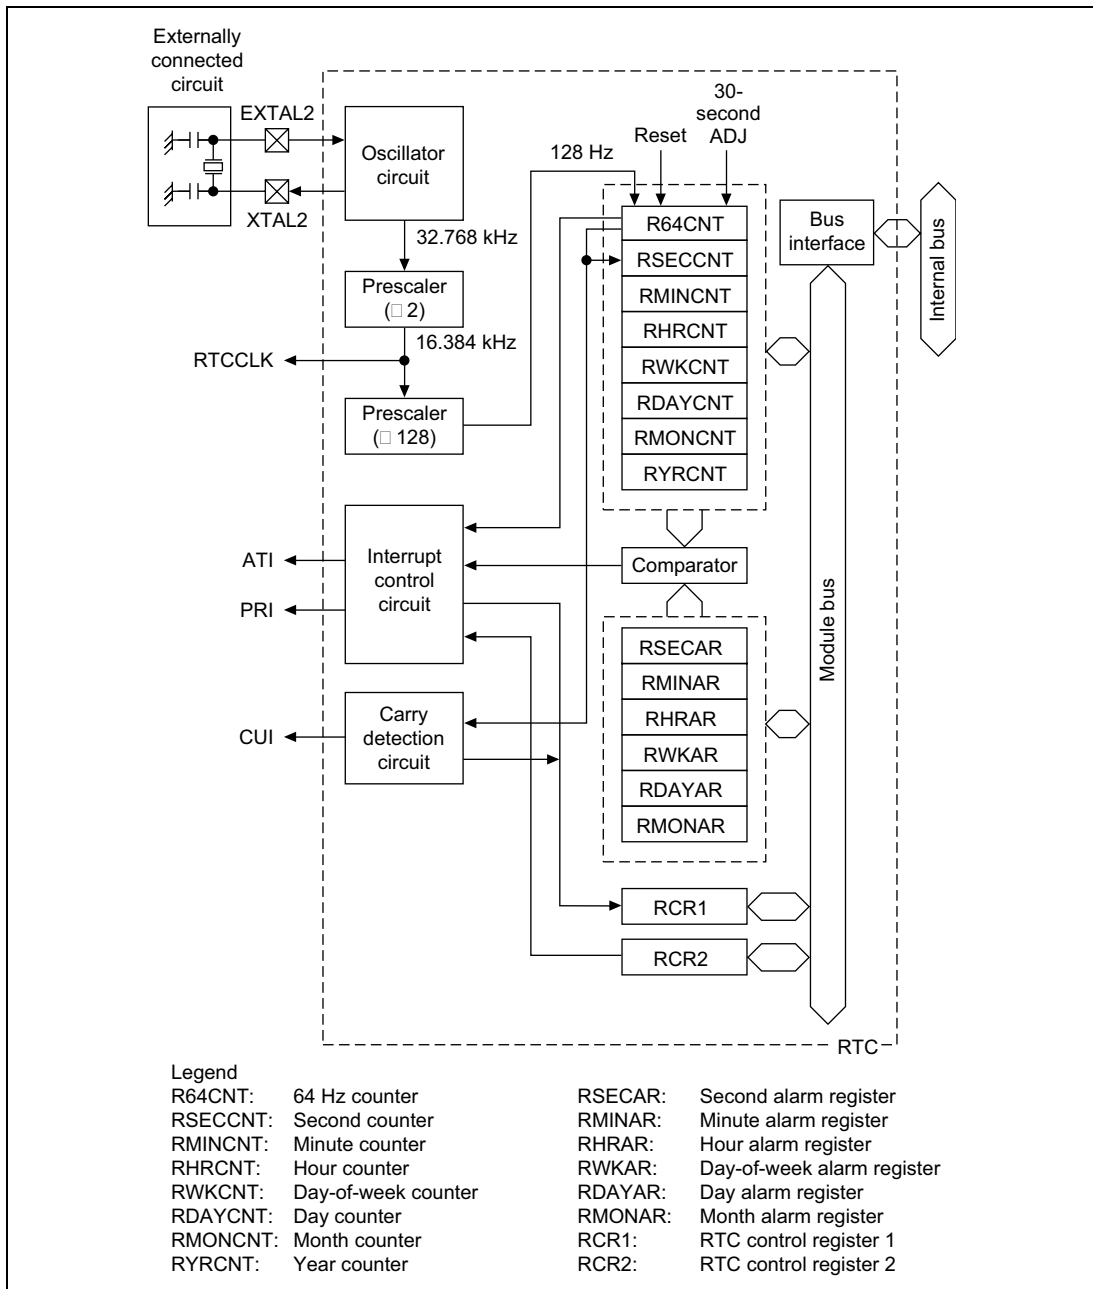 Externally
connected
circuit
EXTAL2
XTAL2
Oscillator
circuit
32.768 kHz
Prescaler
(□ 2)
16.384 kHz
RTCCLK
Prescaler
(□ 128)
128 Hz
Reset
30-
second
ADJ
R64CNT
RSECCNT
RMINCNT
RHRCNT
RWKCNT
RDAYCNT
RMONCNT
RYRCNT
Bus
interface
Internal bus
Module bus
ATI
PRI
Interrupt
control
circuit
Comparator
CUI
Carry
detection
circuit
RSECAR
RMINAR
RHRAR
RWKAR
RDAYAR
RMONAR
RCR1
RCR2
RTC
Legend
R64CNT: 64 Hz counter
RSECCNT: Second counter
RMINCNT: Minute counter
RHRCNT: Hour counter
RWKCNT: Day-of-week counter
RDAYCNT: Day counter
RMONCNT: Month counter
RYRCNT: Year counter
RSECAR: Second alarm register
RMINAR: Minute alarm register
RHRAR: Hour alarm register
RWKAR: Day-of-week alarm register
RDAYAR: Day alarm register
RMONAR: Month alarm register
RCR1: RTC control register 1
RCR2: RTC control register 2